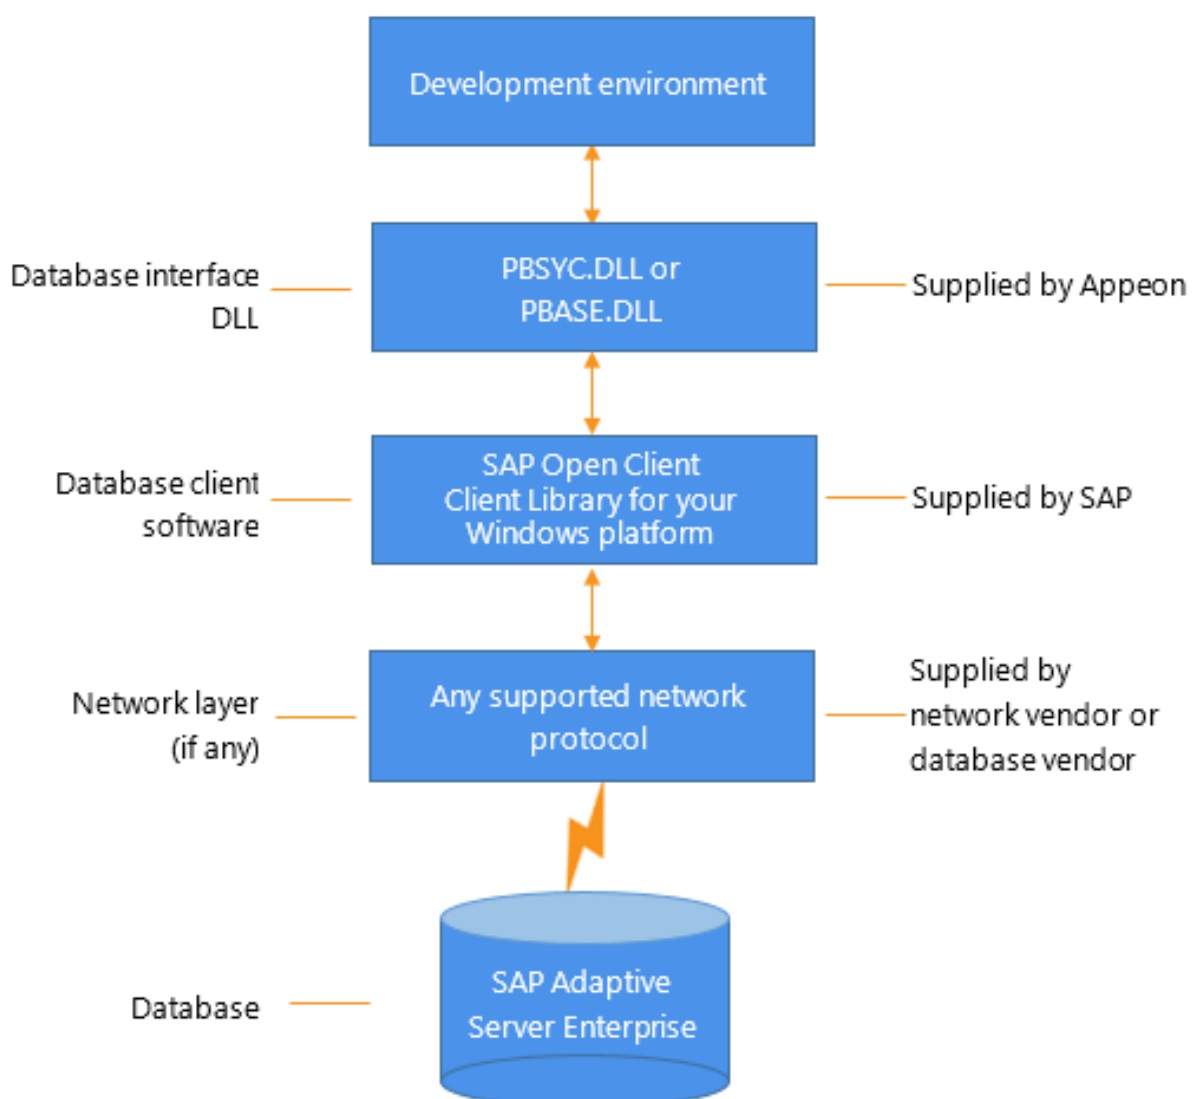 Development environment
Database interface
DLL
PBSYC.DLL or
PBASE.DLL
Supplied by Appeon
Database client
software
SAP Open Client
Client Library for your
Windows platform
Supplied by SAP
Network layer
(if any)
Any supported network
protocol
Supplied by
network vendor or
database vendor
Database
SAP Adaptive
Server Enterprise